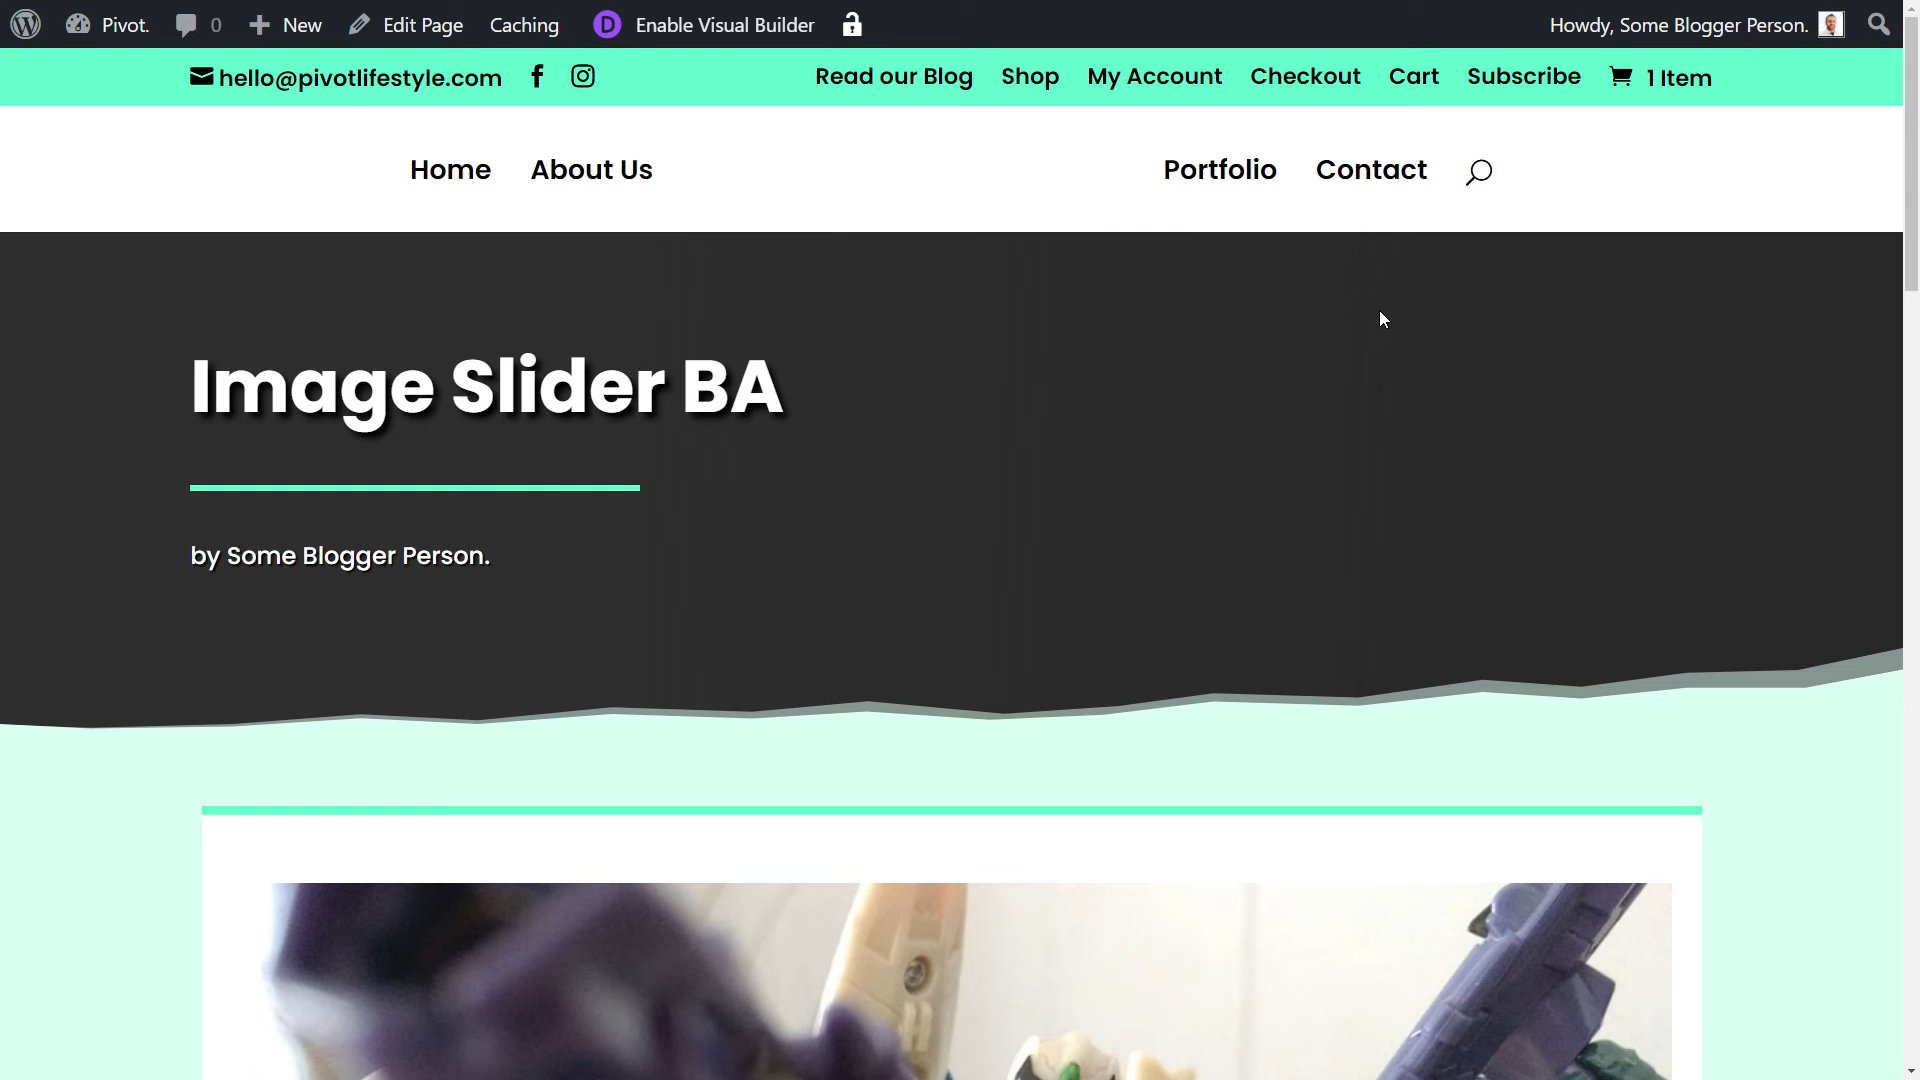 Pivot. 0 New Edit Page Caching D Enable Visual Builder Howdy, Some Blogger Person.
hello@pivotlifestyle.com f Read our Blog Shop My Account Checkout Cart Subscribe 1 Item
Home About Us Portfolio Contact
Image Slider BA
by Some Blogger Person.